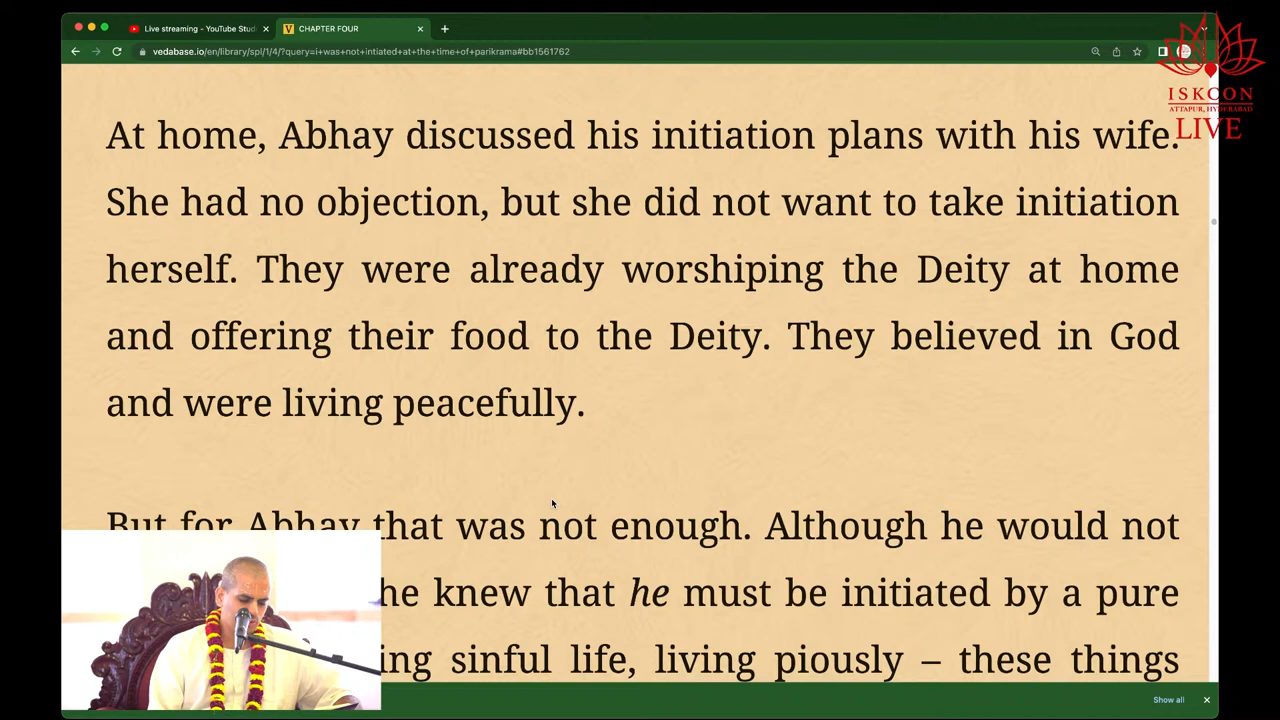 Live streaming - YouTube Stud
CHAPTER FOUR
vedabase.io/en/library/spl/1/4/?query=i+was+not+intiated+at+the+time+of+parikrama#bb1561762
ISKCON
ATTAPUR, HYDERABAD
LIVE
At home, Abhay discussed his initiation plans with his wife.
She had no objection, but she did not want to take initiation
herself. They were already worshiping the Deity at home
and offering their food to the Deity. They believed in God
and were living peacefully.
But for Abhay that was not enough. Although he would not
he knew that he must be initiated by a pure
ing sinful life, living piously – these things
Show all